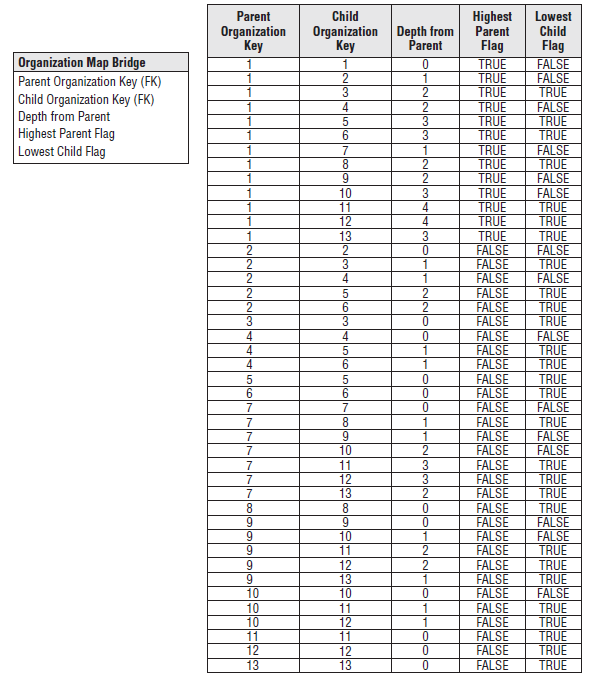 Organization Map Bridge
Parent Organization Key (FK)
Child Organization Key (FK)
Depth from Parent
Highest Parent Flag
Lowest Child Flag
Parent Organization Key Child Organization Key Depth from Parent Highest Parent Flag Lowest Child Flag
1 1 0 TRUE FALSE
1 2 1 TRUE FALSE
1 3 2 TRUE TRUE
1 4 2 TRUE FALSE
1 5 3 TRUE TRUE
1 6 3 TRUE TRUE
1 7 1 TRUE FALSE
1 8 2 TRUE TRUE
1 9 2 TRUE FALSE
1 10 3 TRUE FALSE
1 11 4 TRUE TRUE
1 12 4 TRUE TRUE
1 13 3 TRUE TRUE
2 2 0 FALSE FALSE
2 3 1 FALSE TRUE
2 4 1 FALSE FALSE
2 5 2 FALSE TRUE
2 6 2 FALSE TRUE
3 3 0 FALSE TRUE
4 4 0 FALSE FALSE
4 5 1 FALSE TRUE
4 6 1 FALSE TRUE
5 5 0 FALSE TRUE
6 6 0 FALSE TRUE
7 7 0 FALSE FALSE
7 8 1 FALSE TRUE
7 9 1 FALSE FALSE
7 10 2 FALSE FALSE
7 11 3 FALSE TRUE
7 12 3 FALSE TRUE
7 13 2 FALSE TRUE
8 8 0 FALSE TRUE
9 9 0 FALSE FALSE
9 10 1 FALSE FALSE
9 11 2 FALSE TRUE
9 12 2 FALSE TRUE
9 13 1 FALSE TRUE
10 10 0 FALSE FALSE
10 11 1 FALSE TRUE
10 12 1 FALSE TRUE
11 11 0 FALSE TRUE
12 12 0 FALSE TRUE
13 13 0 FALSE TRUE